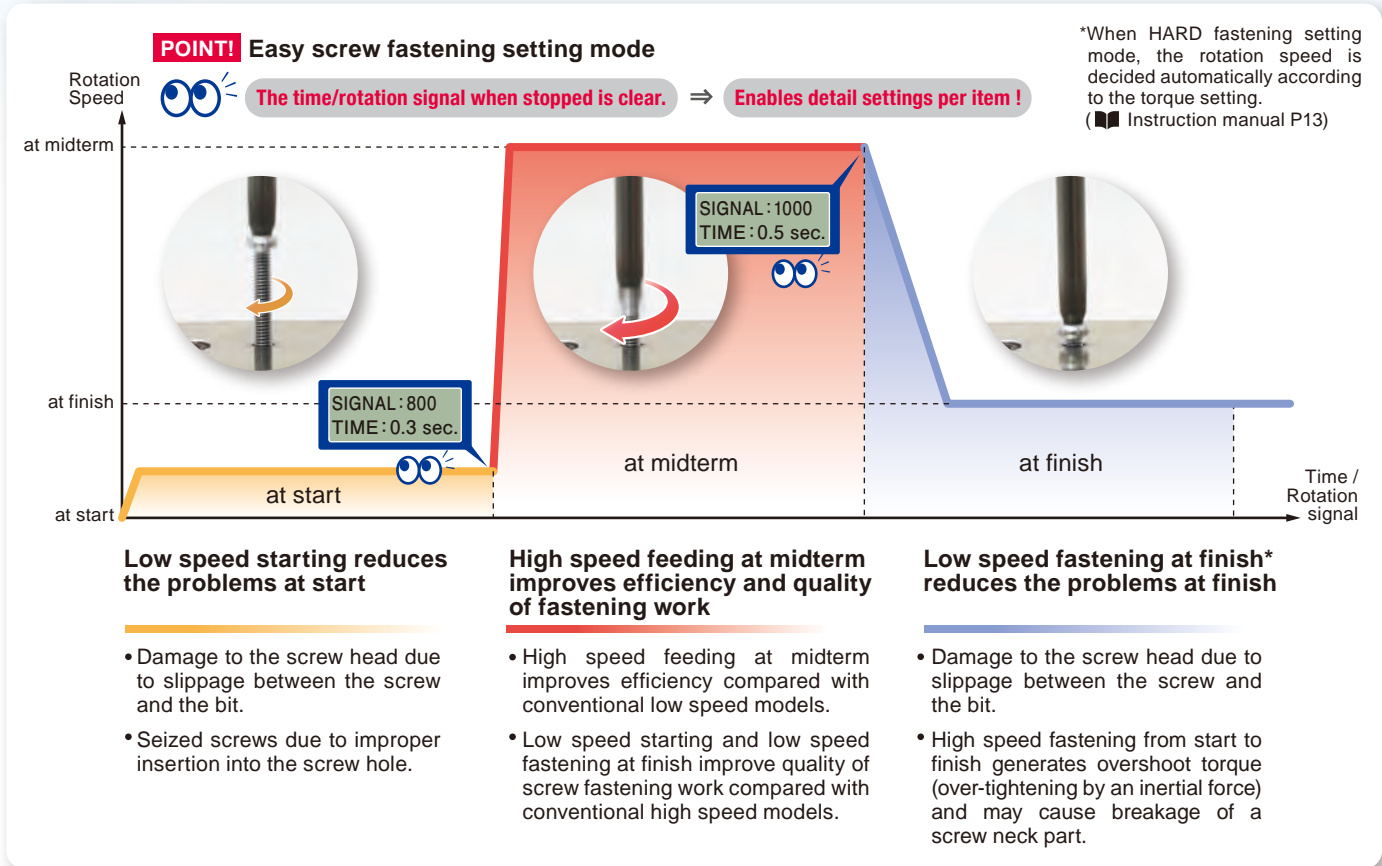 POINT! Easy screw fastening setting mode
The time/rotation signal when stopped is clear. ⇒ Enables detail settings per item !
*When HARD fastening setting
mode, the rotation speed is
decided automatically according
to the torque setting.
( Instruction manual P13)
Rotation
Speed
at midterm
SIGNAL:1000
TIME:0.5 sec.
at finish
SIGNAL:800
TIME:0.3 sec.
at start
at midterm
at finish
at start
Time /
Rotation
signal
Low speed starting reduces
the problems at start
• Damage to the screw head due
to slippage between the screw
and the bit.
• Seized screws due to improper
insertion into the screw hole.
High speed feeding at midterm
improves efficiency and quality
of fastening work
• High speed feeding at midterm
improves efficiency compared with
conventional low speed models.
• Low speed starting and low speed
fastening at finish improve quality of
screw fastening work compared with
conventional high speed models.
Low speed fastening at finish*
reduces the problems at finish
• Damage to the screw head due to
slippage between the screw and
the bit.
• High speed fastening from start to
finish generates overshoot torque
(over-tightening by an inertial force)
and may cause breakage of a
screw neck part.